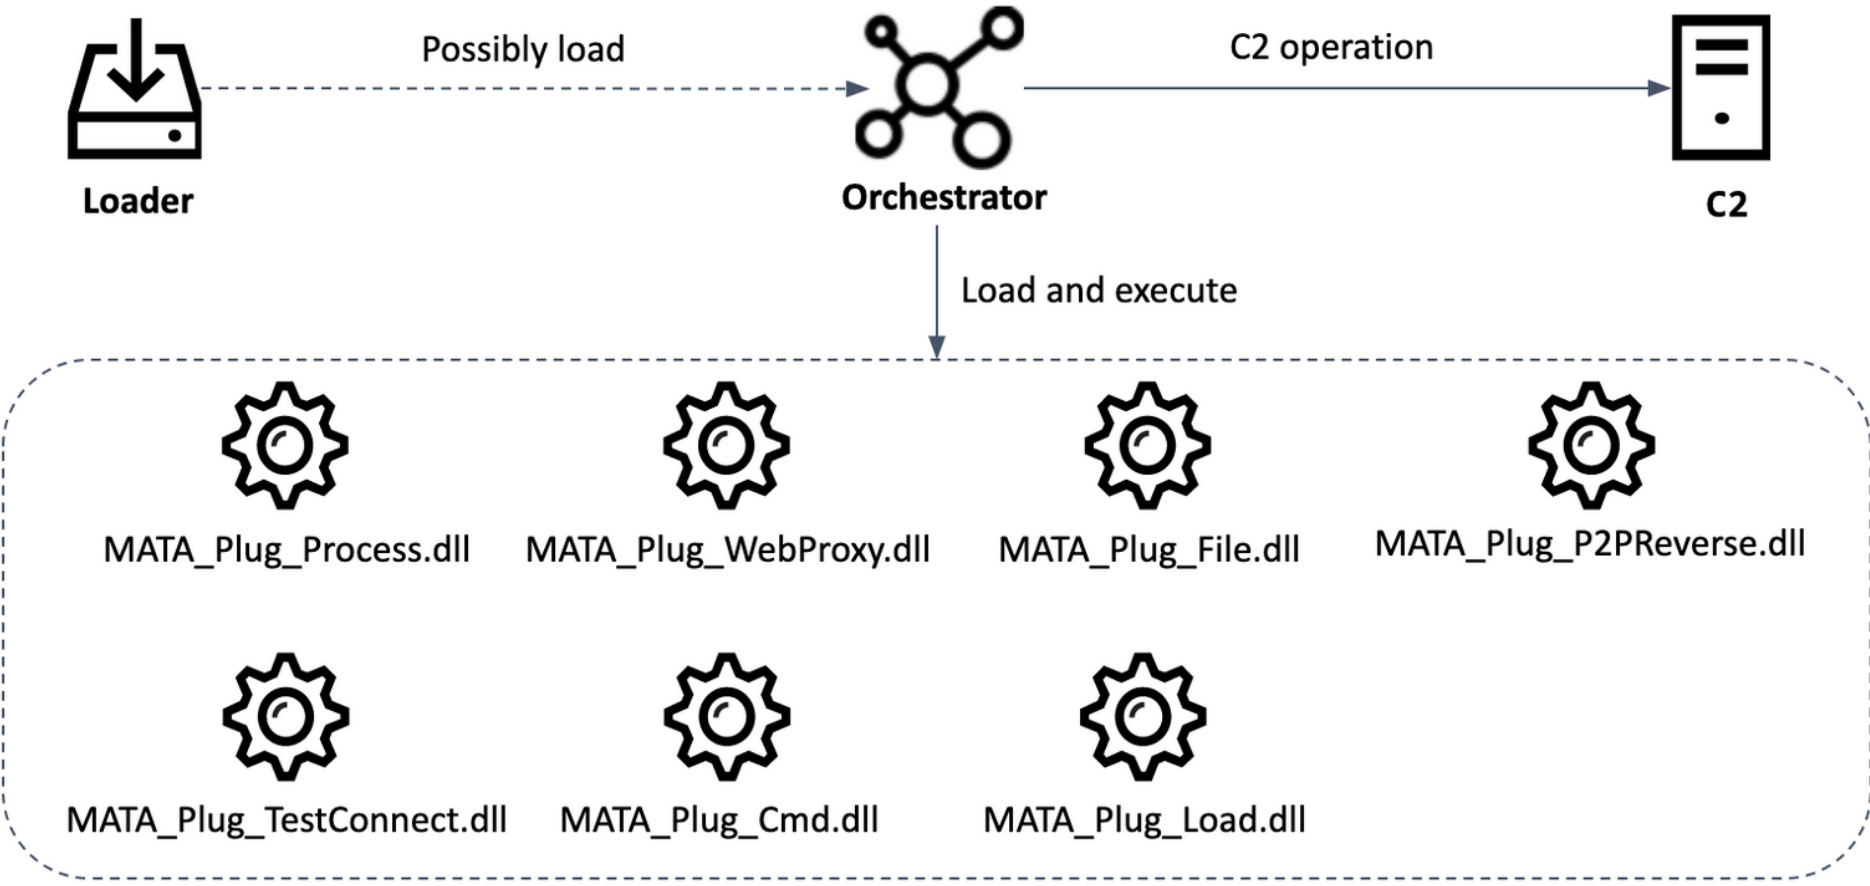 Possibly load
C2 operation
Loader
Orchestrator
C2
Load and execute
MATA_Plug_Process.dll
MATA_Plug_WebProxy.dll
MATA_Plug_File.dll
MATA_Plug_P2PReverse.dll
MATA_Plug_TestConnect.dll
MATA_Plug_Cmd.dll
MATA_Plug_Load.dll